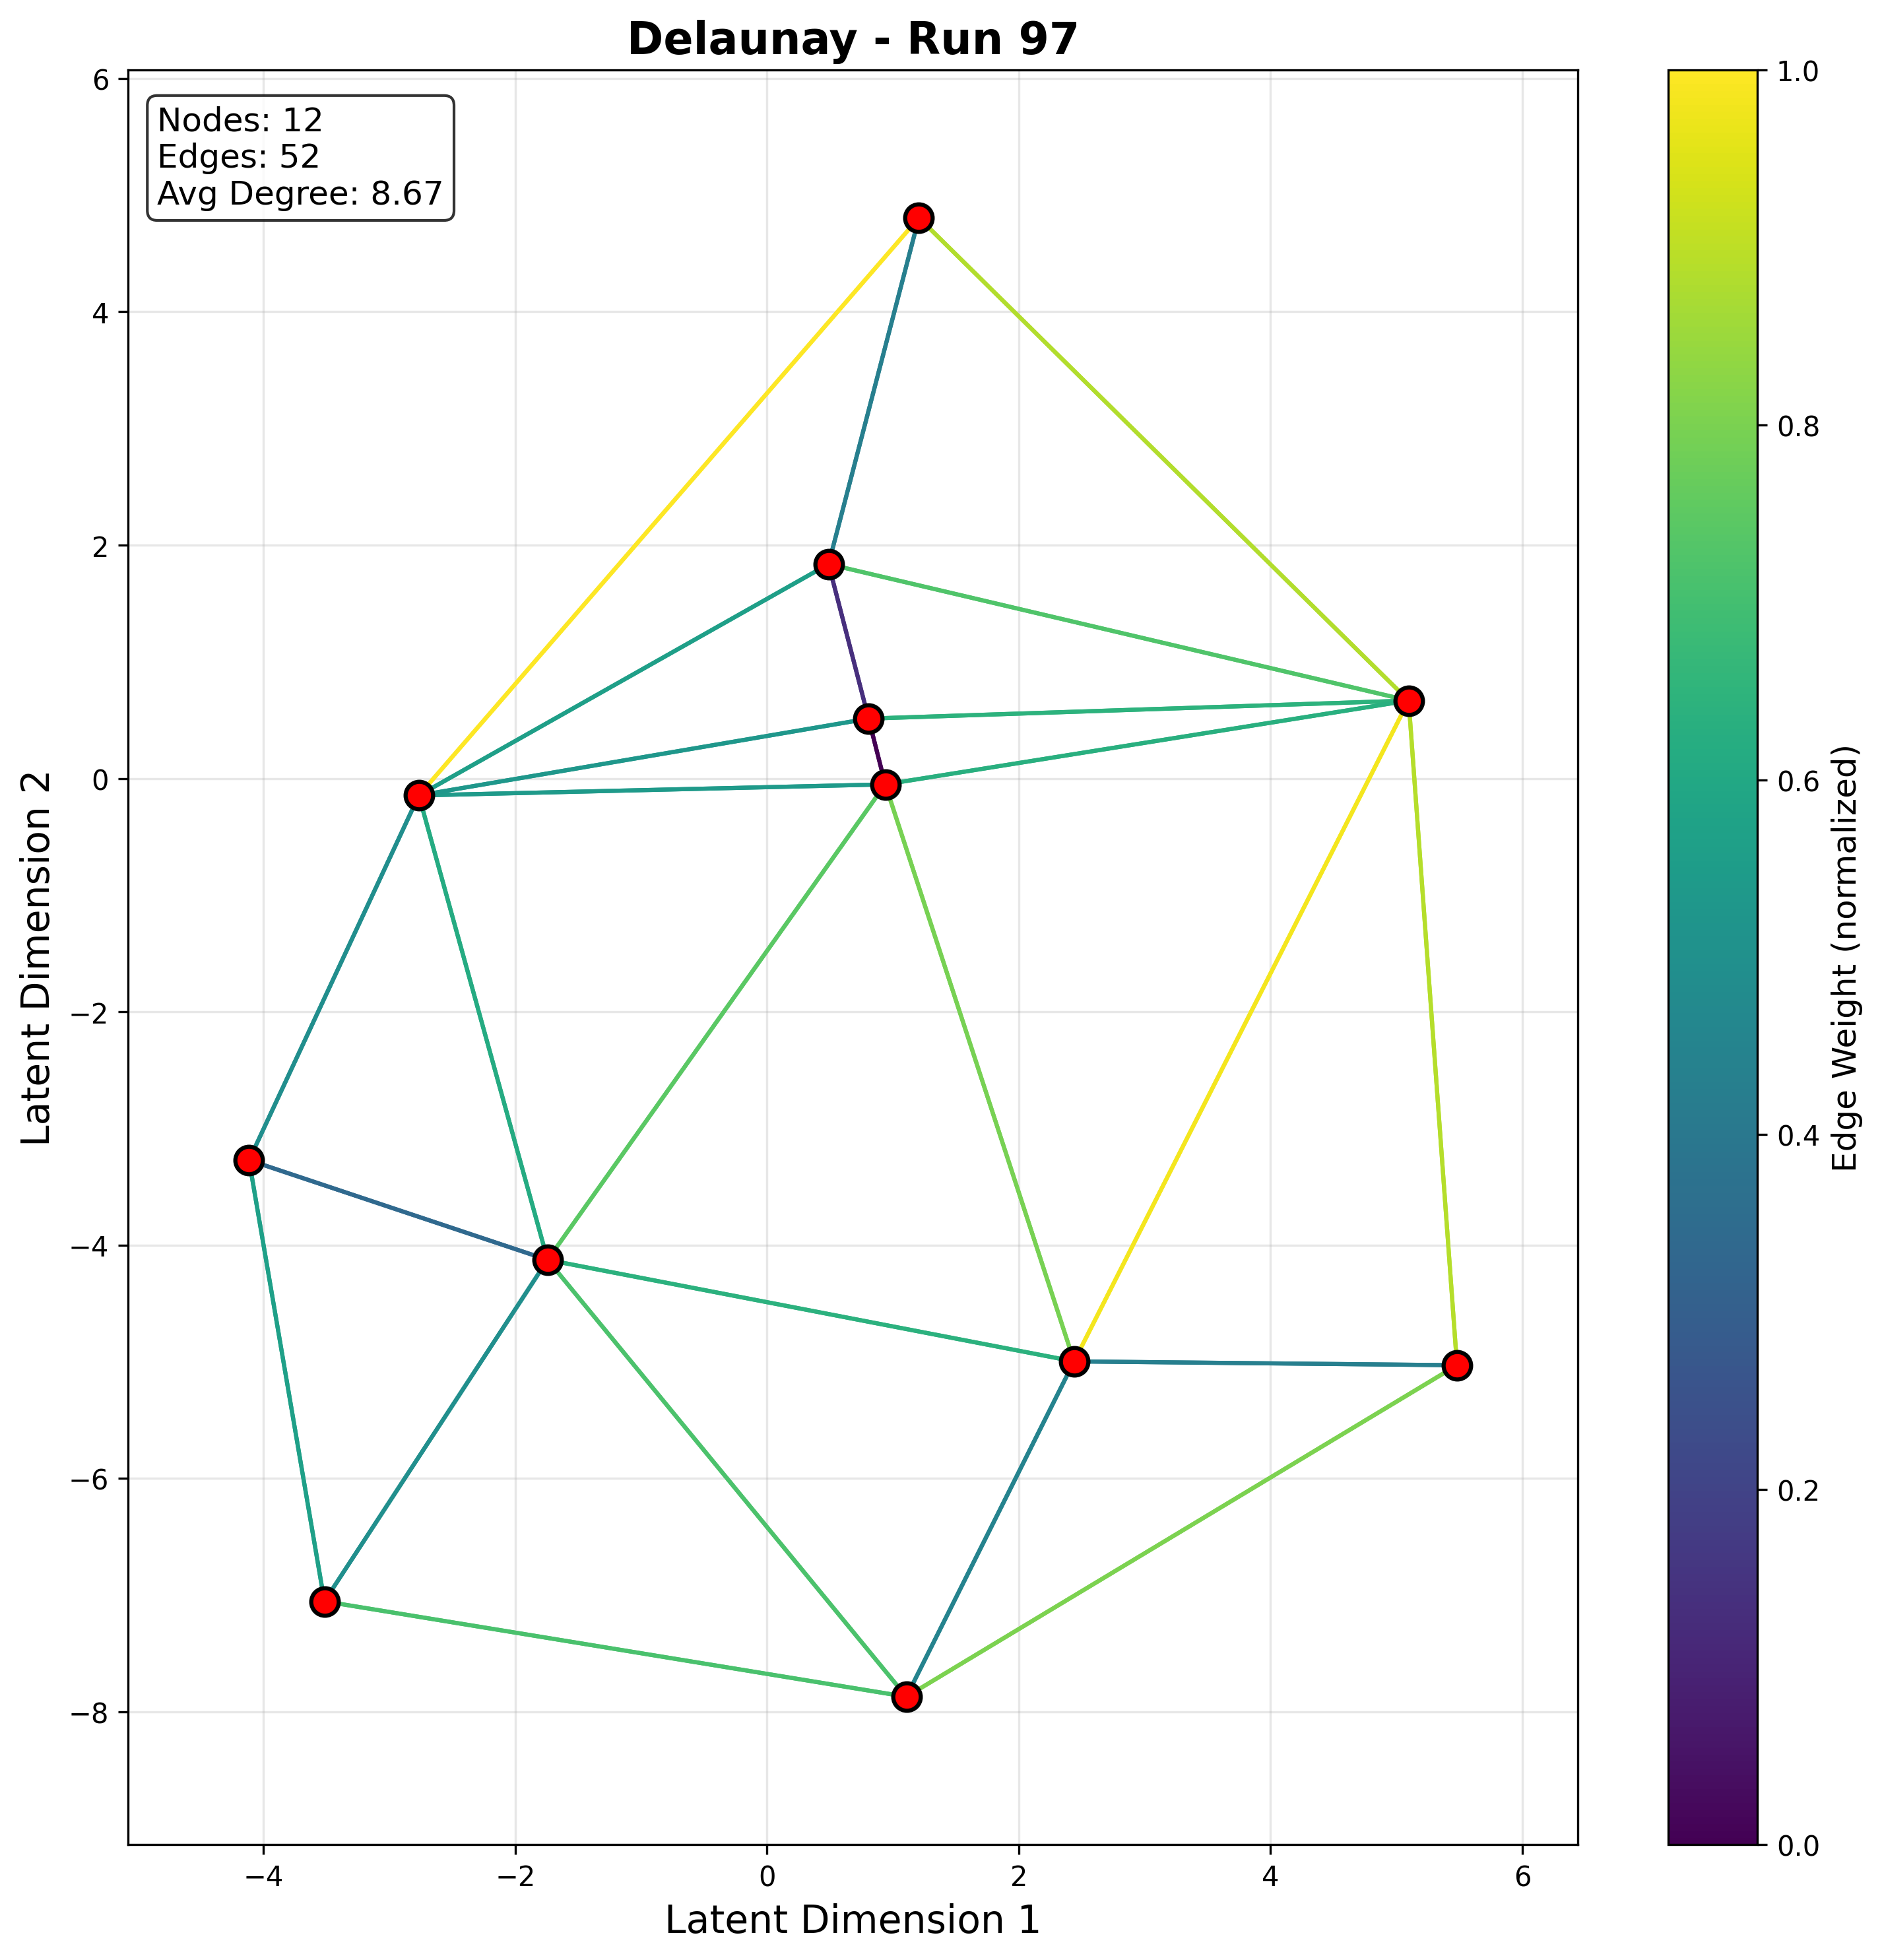 Delaunay - Run 97
Nodes: 12
Edges: 52
Avg Degree: 8.67
6
4
2
0
−2
−4
−6
−8
−4
−2
0
2
4
6
Latent Dimension 1
Latent Dimension 2
1.0
0.8
0.6
0.4
0.2
0.0
Edge Weight (normalized)